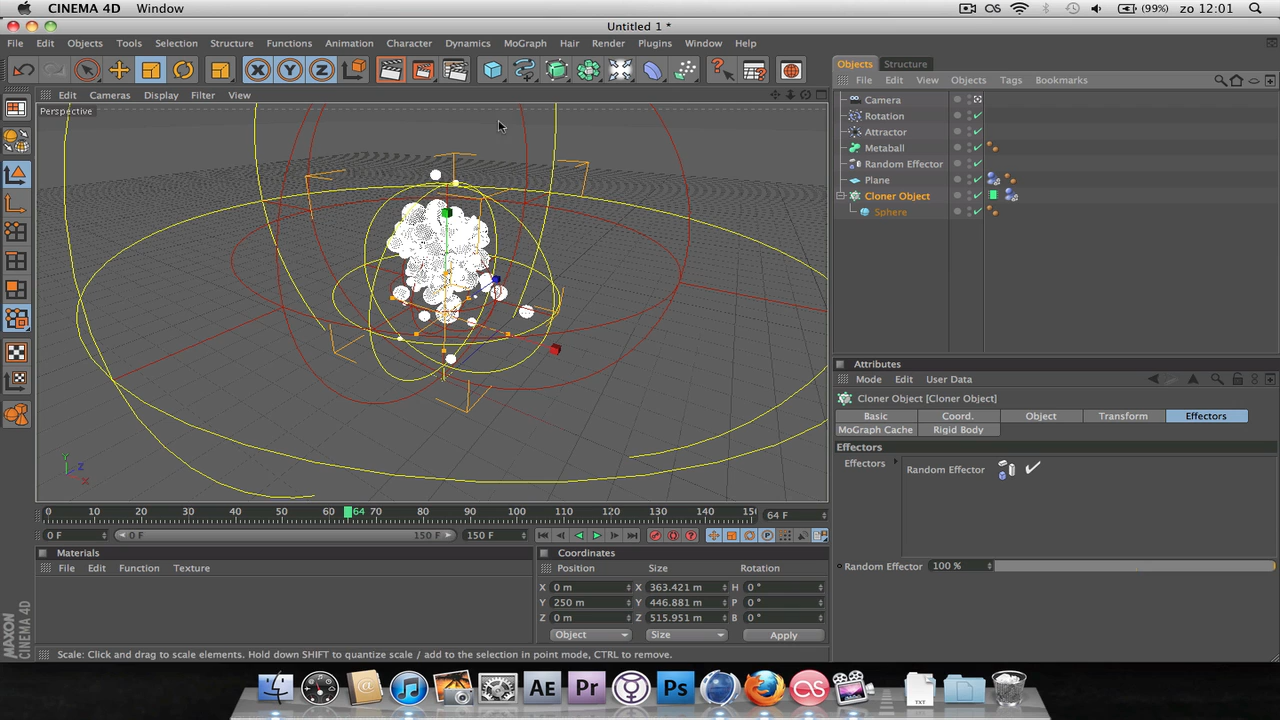 CINEMA 4D Window (99%) zo 12:01
Untitled 1 *
File Edit Objects Tools Selection Structure Functions Animation Character Dynamics MoGraph Hair Render Plugins Window Help
Objects Structure
File Edit View Objects Tags Bookmarks
Edit Cameras Display Filter View
Perspective
Camera
Rotation
Attractor
Metaball
Random Effector
Plane
Cloner Object
Sphere
Attributes
Mode Edit User Data
Cloner Object [Cloner Object]
Basic Coord. Object Transform Effectors
MoGraph Cache Rigid Body
Effectors
Effectors Random Effector
Random Effector 100 %
Y Z X
0 10 20 30 40 50 60 64 70 80 90 100 110 120 130 140 15 64 F
0 F 0 F 150 F 150 F
Materials
File Edit Function Texture
Coordinates
Position Size Rotation
X 0 m X 363.421 m H 0 °
Y 250 m Y 446.881 m P 0 °
Z 0 m Z 515.951 m B 0 °
Object Size Apply
MAXON CINEMA 4D
Scale: Click and drag to scale elements. Hold down SHIFT to quantize scale / add to the selection in point mode, CTRL to remove.
AE Pr Ps TXT